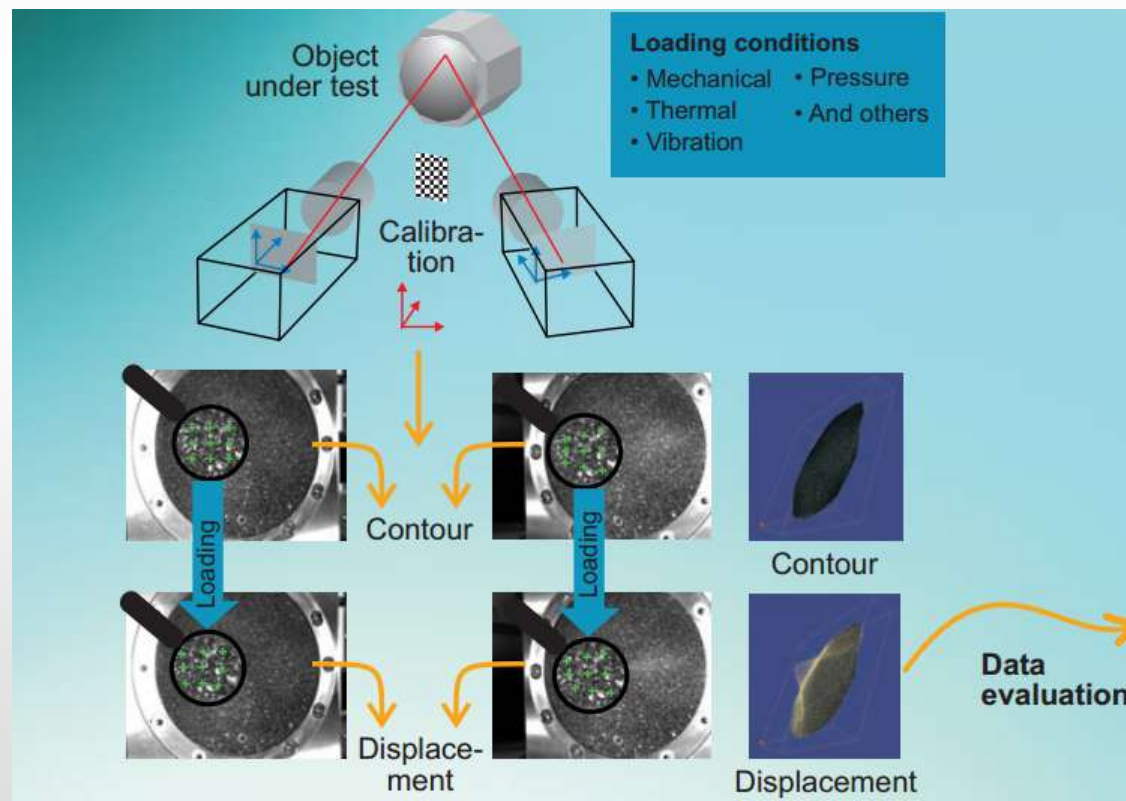 Object
under test
Loading conditions
• Mechanical
• Thermal
• Vibration
• Pressure
• And others
Calibra-
tion
Contour
Loading
Loading
Contour
Displace-
ment
Displacement
Data
evaluation